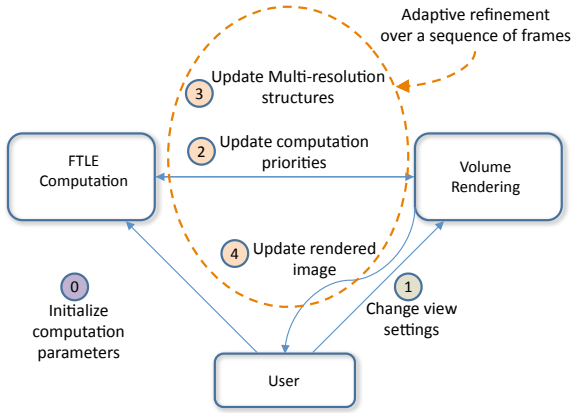 Adaptive refinement
over a sequence of frames
3 Update Multi-resolution
structures
FTLE
Computation
2 Update computation
priorities
Volume
Rendering
4 Update rendered
image
0
Initialize
computation
parameters
1
Change view
settings
User